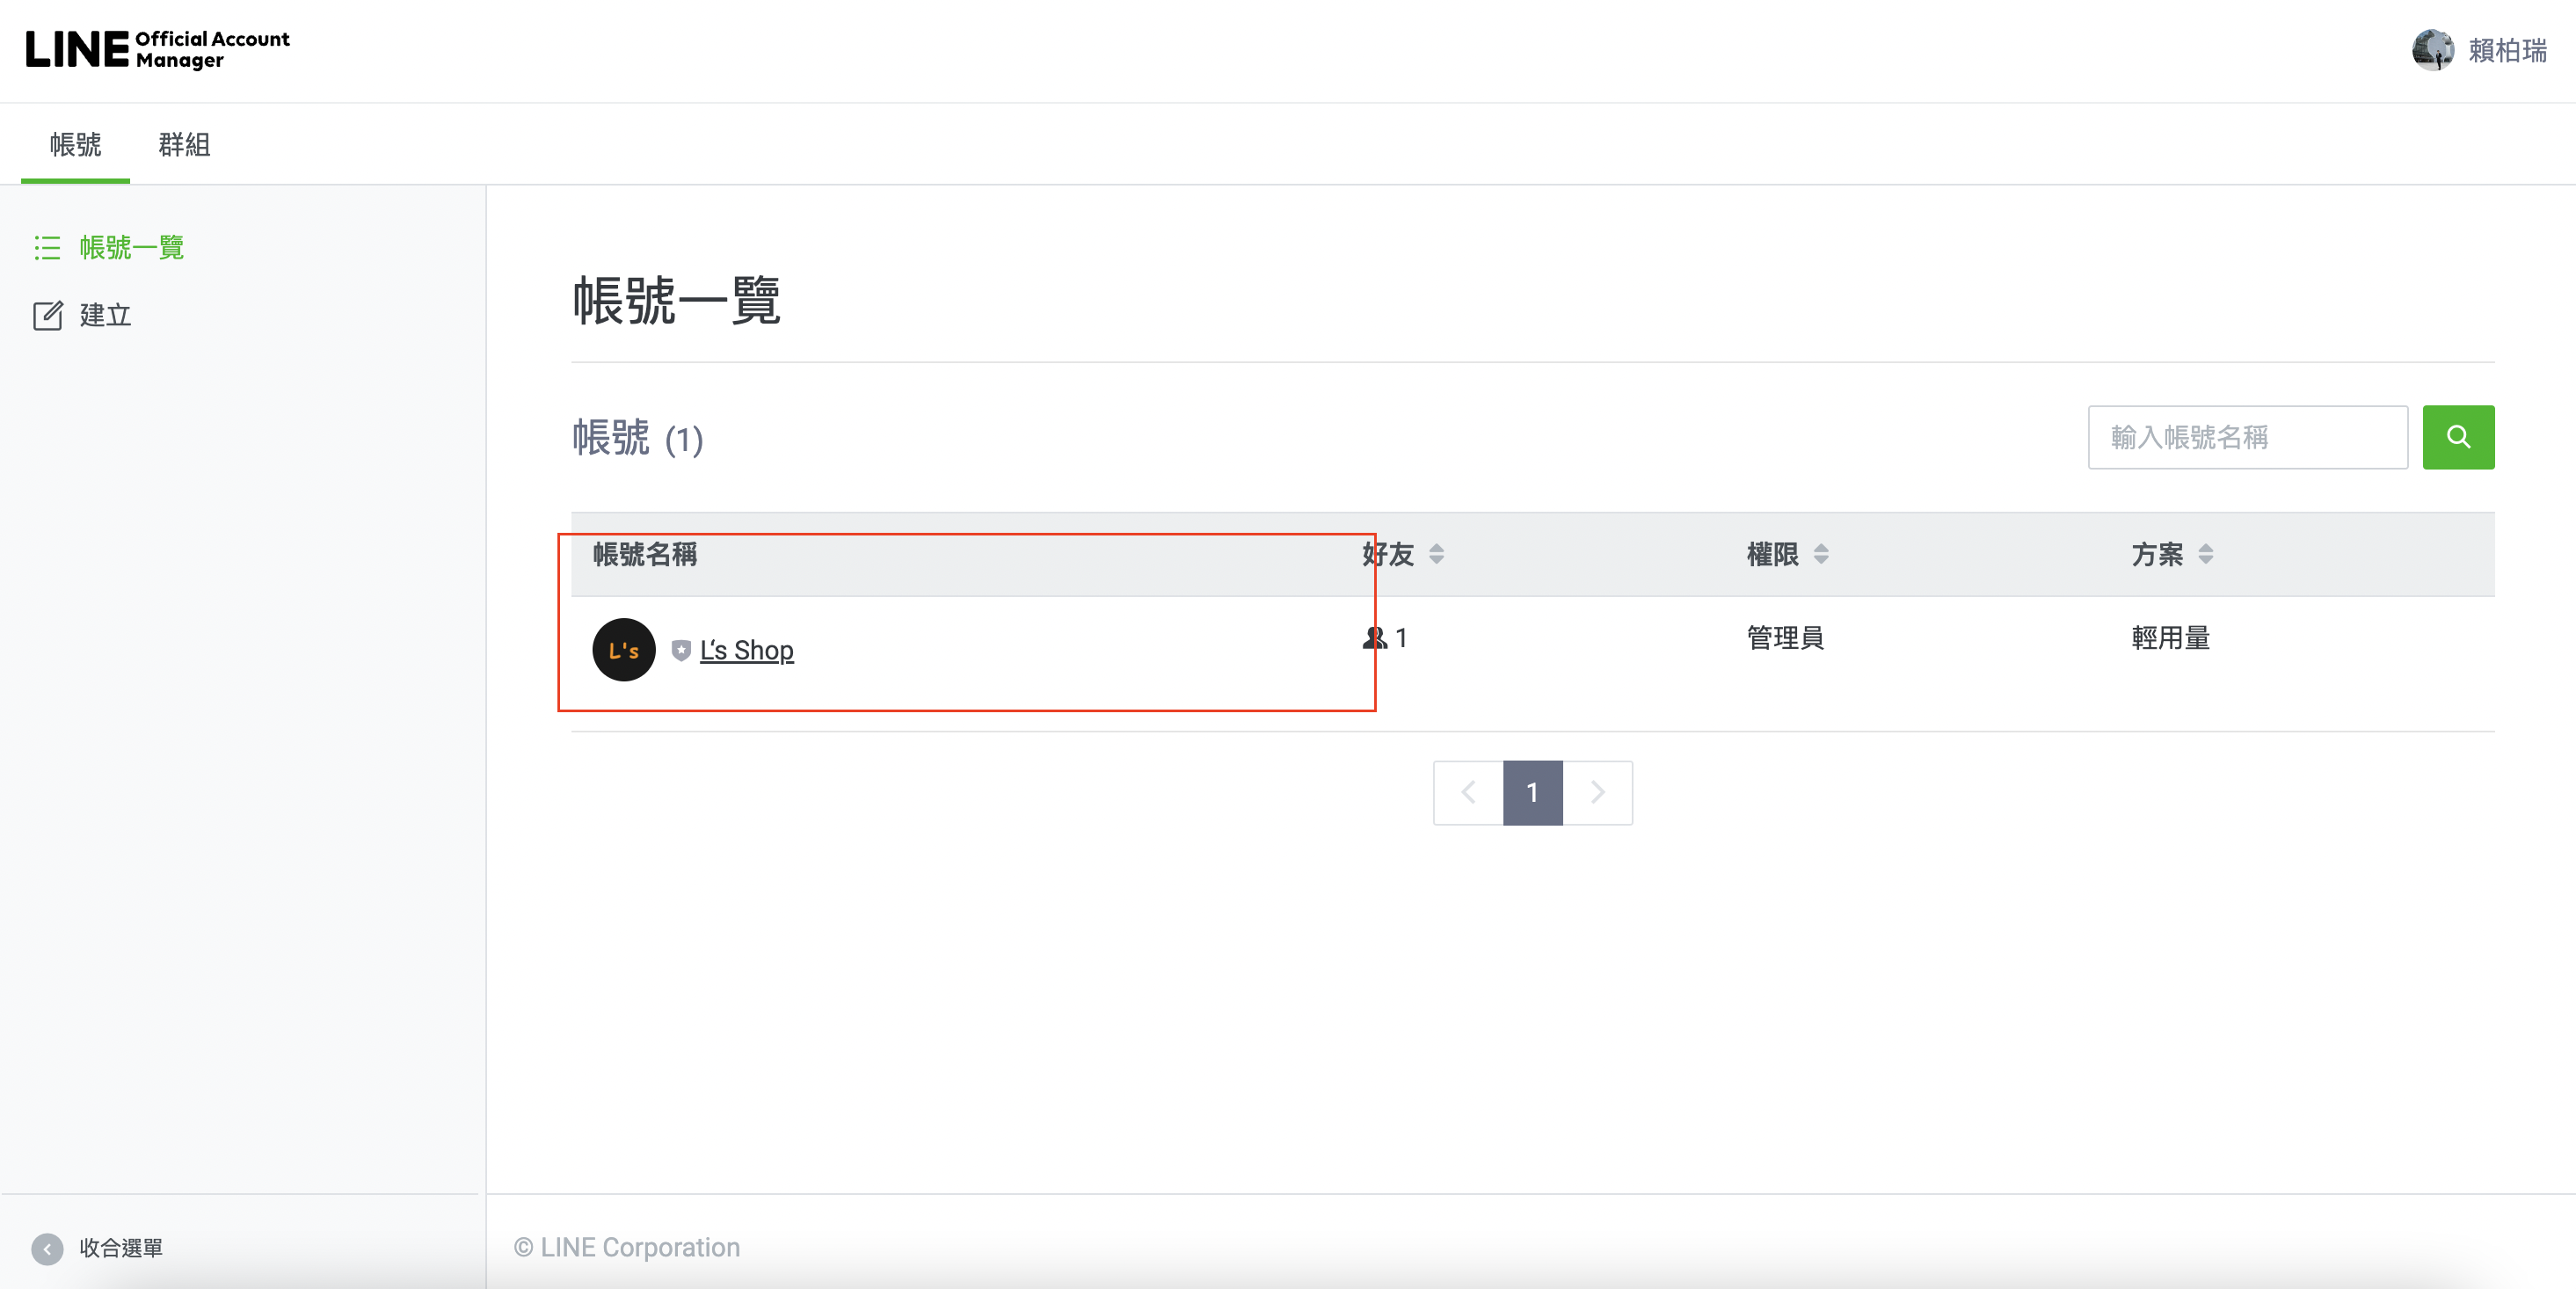 LINE Official Account Manager
賴柏瑞
帳號 群組
帳號一覽
建立
帳號一覽
帳號 (1)
輸入帳號名稱
帳號名稱 好友 權限 方案
L's L‘s Shop 1 管理員 輕用量
1
收合選單
© LINE Corporation